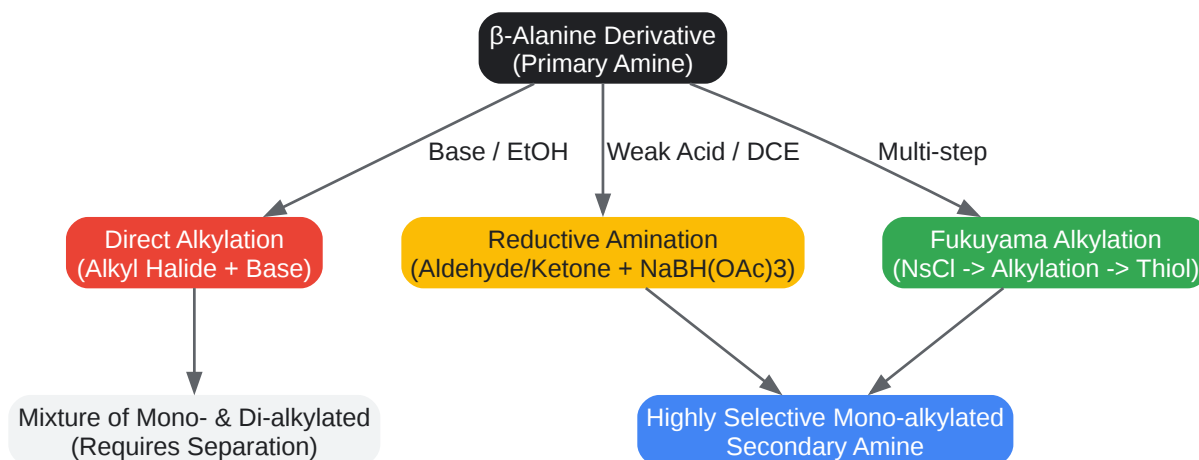 β-Alanine Derivative
(Primary Amine)
Base / EtOH
Weak Acid / DCE
Multi-step
Direct Alkylation
(Alkyl Halide + Base)
Reductive Amination
(Aldehyde/Ketone + NaBH(OAc)3)
Fukuyama Alkylation
(NsCl -> Alkylation -> Thiol)
Mixture of Mono- & Di-alkylated
(Requires Separation)
Highly Selective Mono-alkylated
Secondary Amine